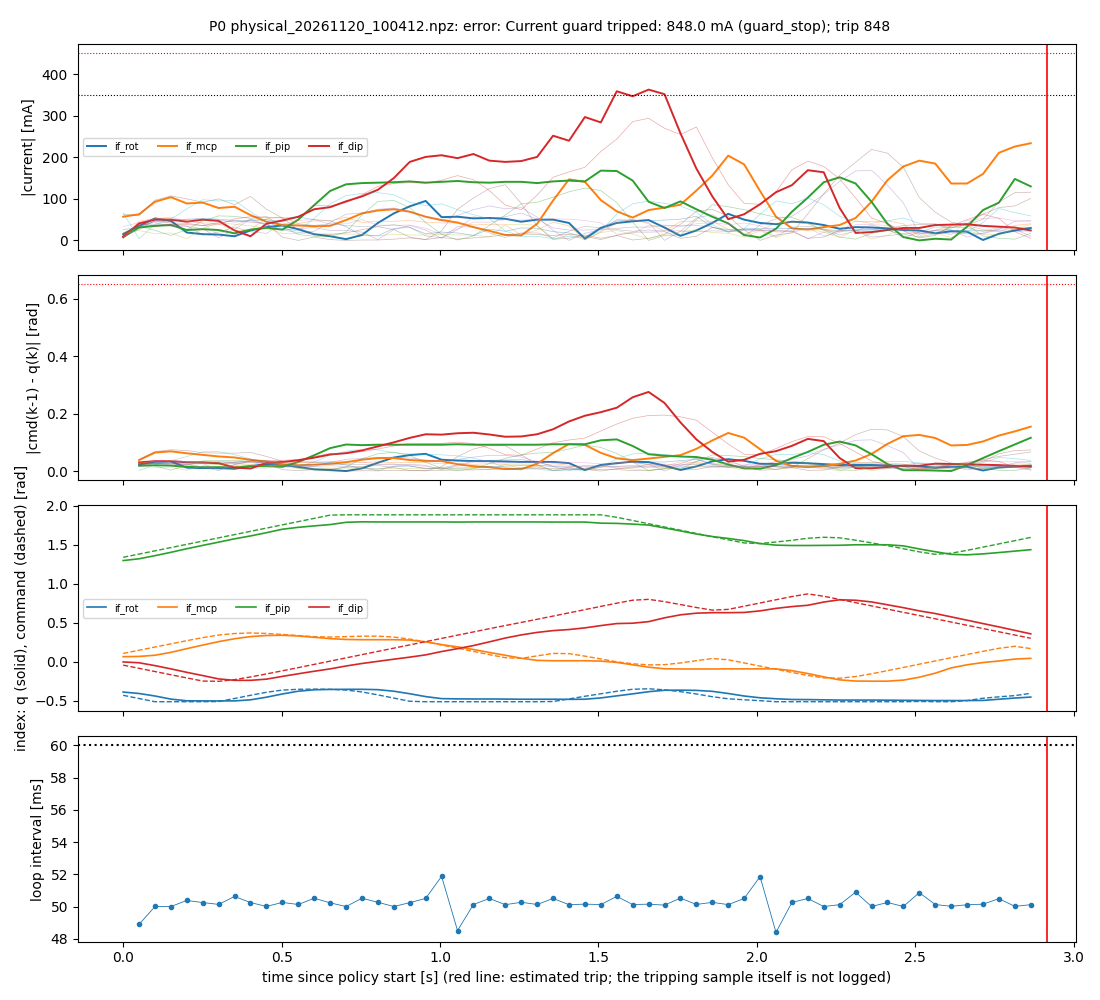 P0 physical_20261120_100412.npz: error: Current guard tripped: 848.0 mA (guard_stop); trip 848
|current| [mA]
400
300
200
100
0
if_rot if_mcp if_pip if_dip
|cmd(k-1) - q(k)| [rad]
0.6
0.4
0.2
0.0
index: q (solid), command (dashed) [rad]
2.0
1.5
1.0
0.5
0.0
−0.5
if_rot if_mcp if_pip if_dip
loop interval [ms]
60
58
56
54
52
50
48
0.0 0.5 1.0 1.5 2.0 2.5 3.0
time since policy start [s] (red line: estimated trip; the tripping sample itself is not logged)